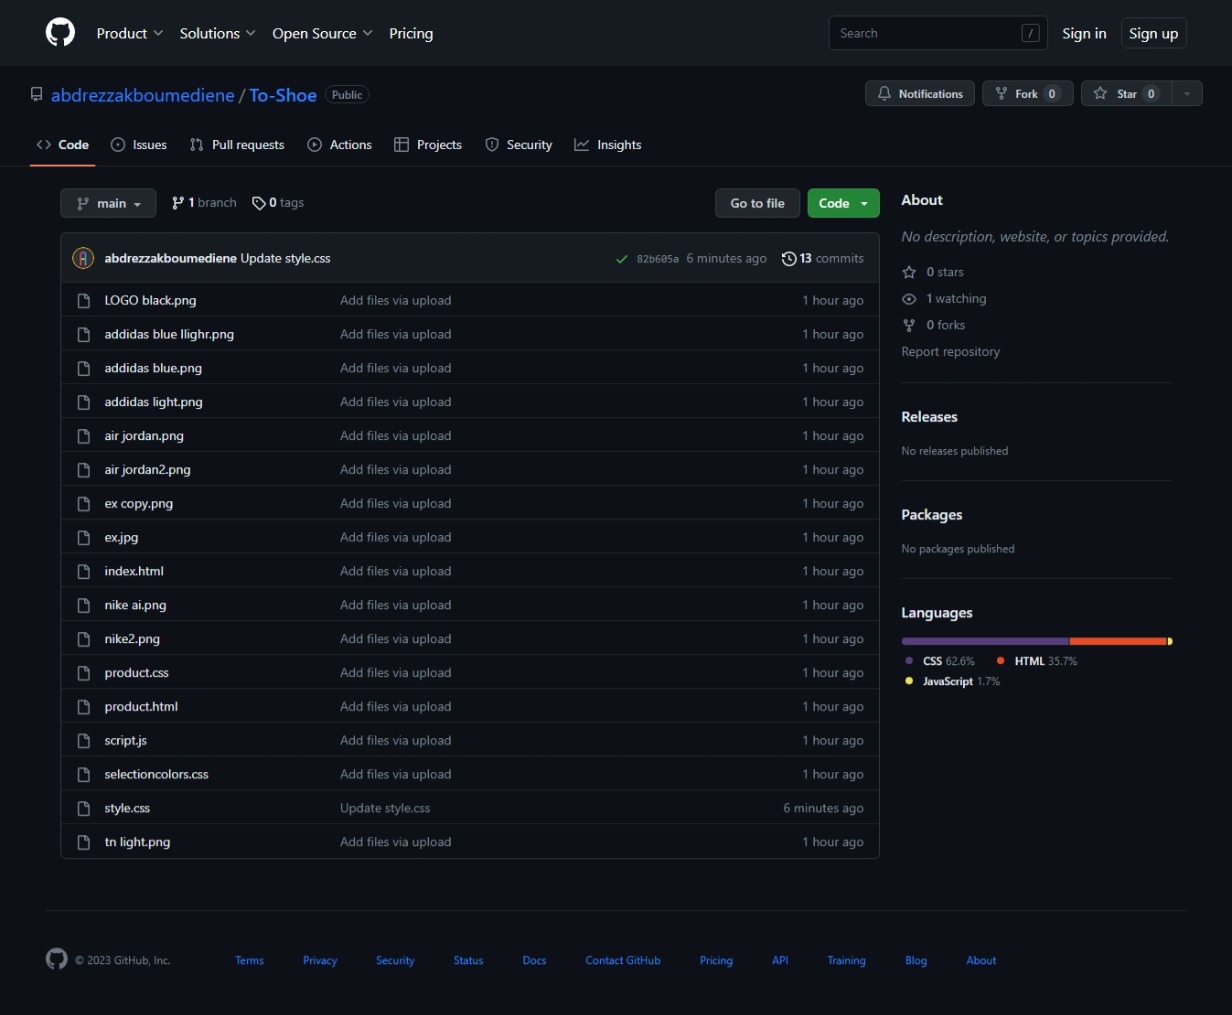 Product Solutions Open Source Pricing Search / Sign in Sign up
abdrezzakboumediene / To-Shoe Public Notifications Fork 0 Star 0
Code Issues Pull requests Actions Projects Security Insights
main 1 branch 0 tags Go to file Code
abdrezzakboumediene Update style.css 82b605a 6 minutes ago 13 commits
LOGO black.png Add files via upload 1 hour ago
addidas blue llighr.png Add files via upload 1 hour ago
addidas blue.png Add files via upload 1 hour ago
addidas light.png Add files via upload 1 hour ago
air jordan.png Add files via upload 1 hour ago
air jordan2.png Add files via upload 1 hour ago
ex copy.png Add files via upload 1 hour ago
ex.jpg Add files via upload 1 hour ago
index.html Add files via upload 1 hour ago
nike ai.png Add files via upload 1 hour ago
nike2.png Add files via upload 1 hour ago
product.css Add files via upload 1 hour ago
product.html Add files via upload 1 hour ago
script.js Add files via upload 1 hour ago
selectioncolors.css Add files via upload 1 hour ago
style.css Update style.css 6 minutes ago
tn light.png Add files via upload 1 hour ago
About
No description, website, or topics provided.
0 stars
1 watching
0 forks
Report repository
Releases
No releases published
Packages
No packages published
Languages
CSS 62.6% HTML 35.7%
JavaScript 1.7%
© 2023 GitHub, Inc. Terms Privacy Security Status Docs Contact GitHub Pricing API Training Blog About